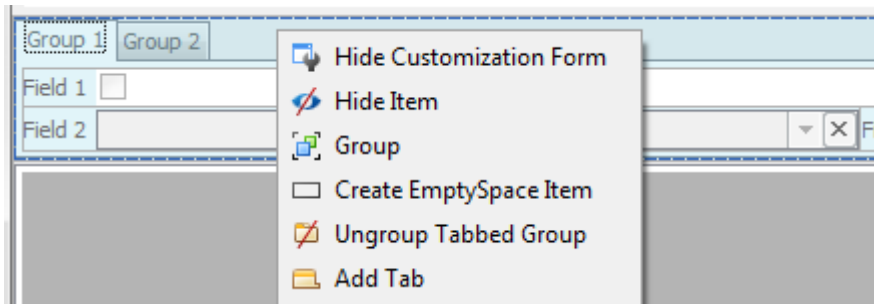 Group 1 Group 2
Hide Customization Form
Field 1
Hide Item
Field 2
Group
Create EmptySpace Item
Ungroup Tabbed Group
Add Tab